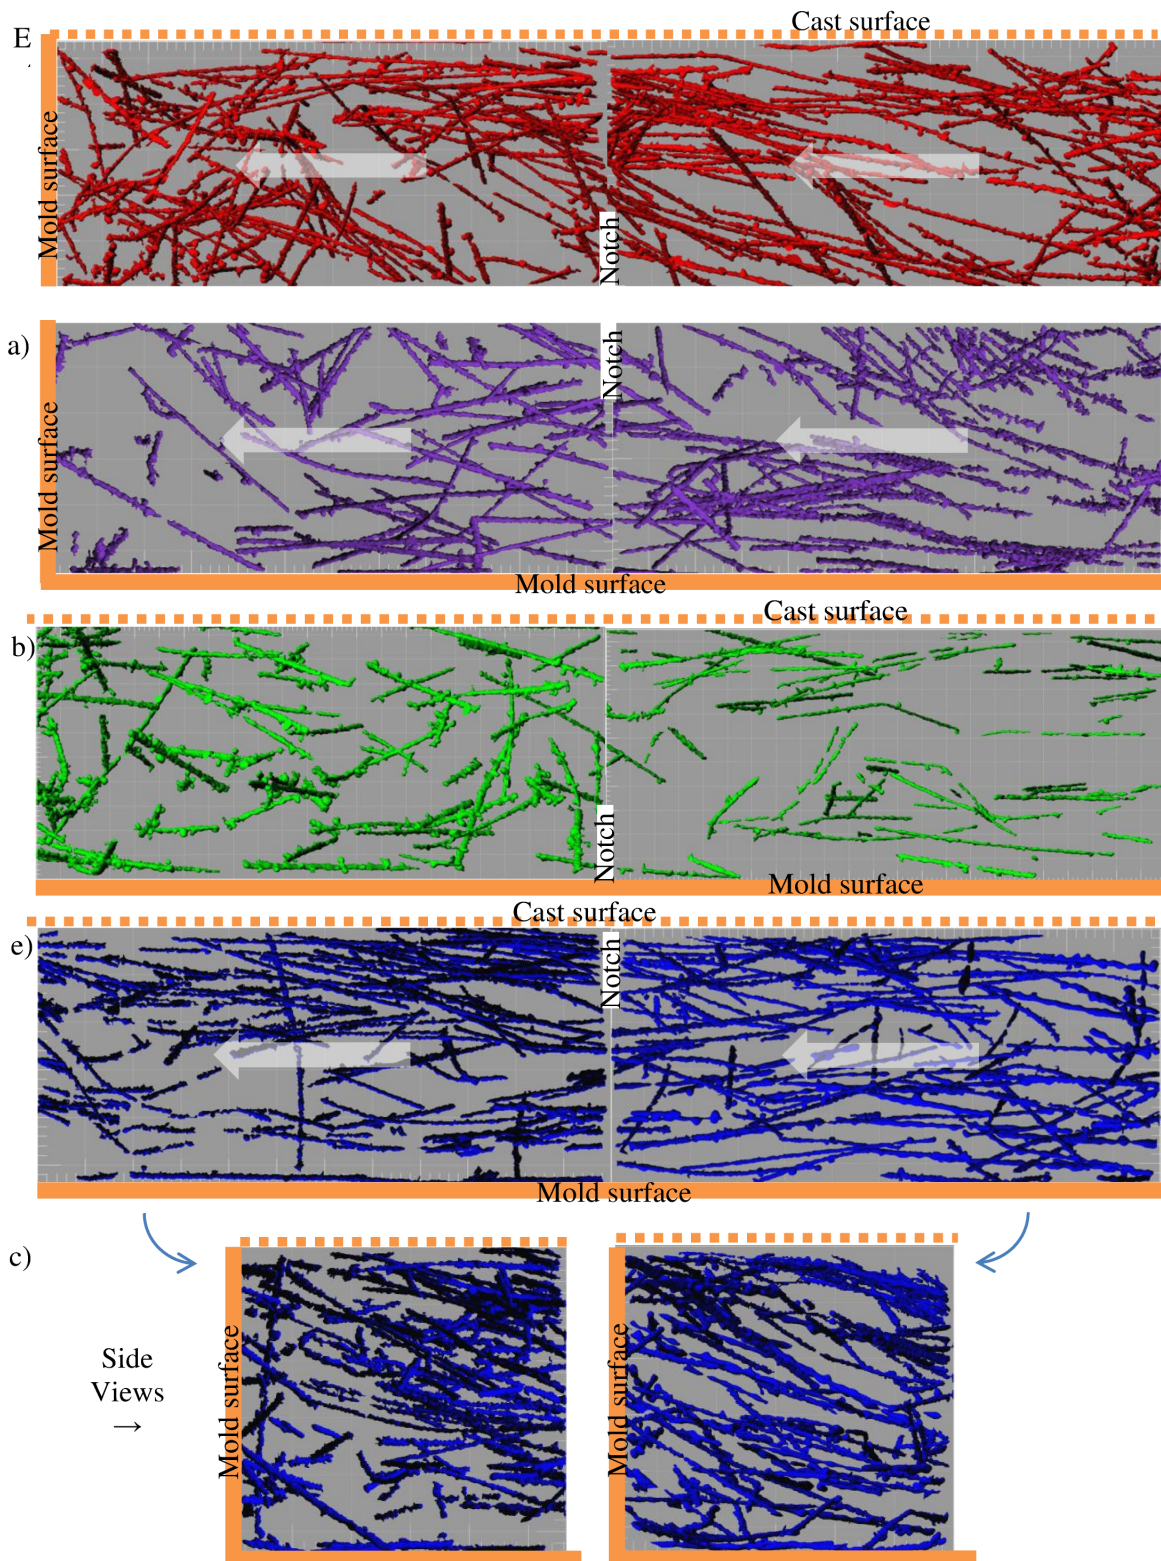 Cast surface
E
Mold surface
Notch
a)
Notch
Mold surface
Mold surface
Cast surface
b)
Notch
Mold surface
Cast surface
e)
Notch
Mold surface
c)
Side
Views
→
Mold surface
Mold surface